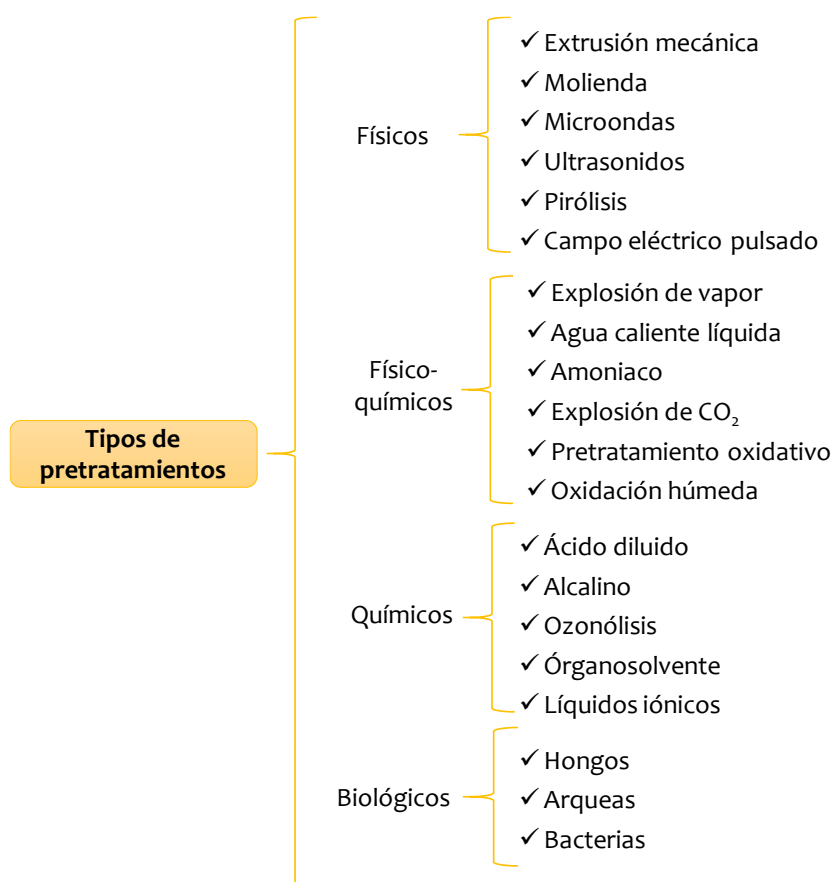 Tipos de
pretratamientos
Físicos
✓ Extrusión mecánica
✓ Molienda
✓ Microondas
✓ Ultrasonidos
✓ Pirólisis
✓ Campo eléctrico pulsado
Físico-
químicos
✓ Explosión de vapor
✓ Agua caliente líquida
✓ Amoniaco
✓ Explosión de CO₂
✓ Pretratamiento oxidativo
✓ Oxidación húmeda
Químicos
✓ Ácido diluido
✓ Alcalino
✓ Ozonólisis
✓ Órganosolvente
✓ Líquidos iónicos
Biológicos
✓ Hongos
✓ Arqueas
✓ Bacterias